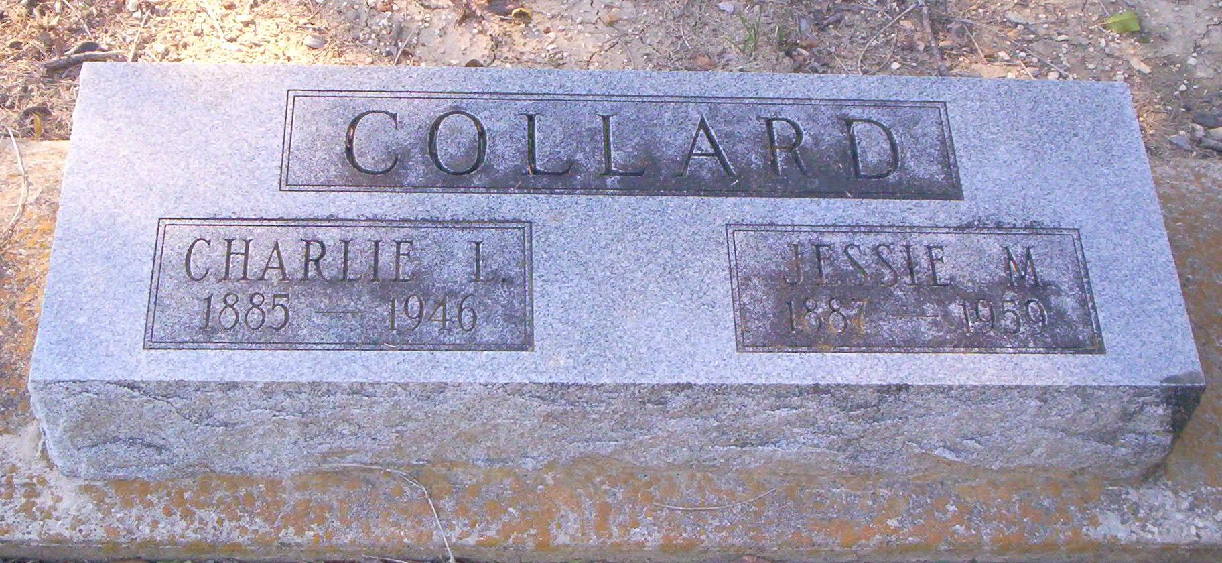 COLLARD
CHARLIE L.
1885 — 1946
JESSIE M.
1887 — 1959